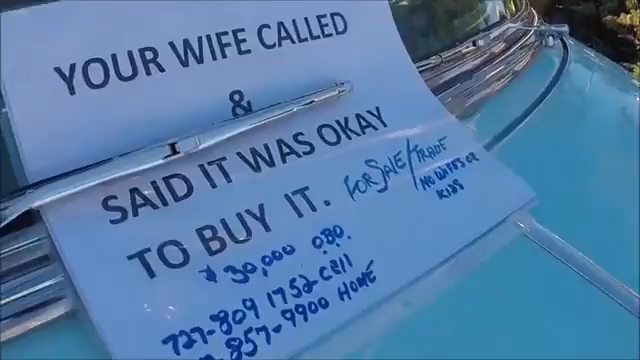 YOUR WIFE CALLED
&
SAID IT WAS OKAY
TO BUY IT.
FOR SALE/TRADE
NO WIFES OR
KIDS
$30,000 OBO.
727-809 1752 Cell
857-9900 HOME